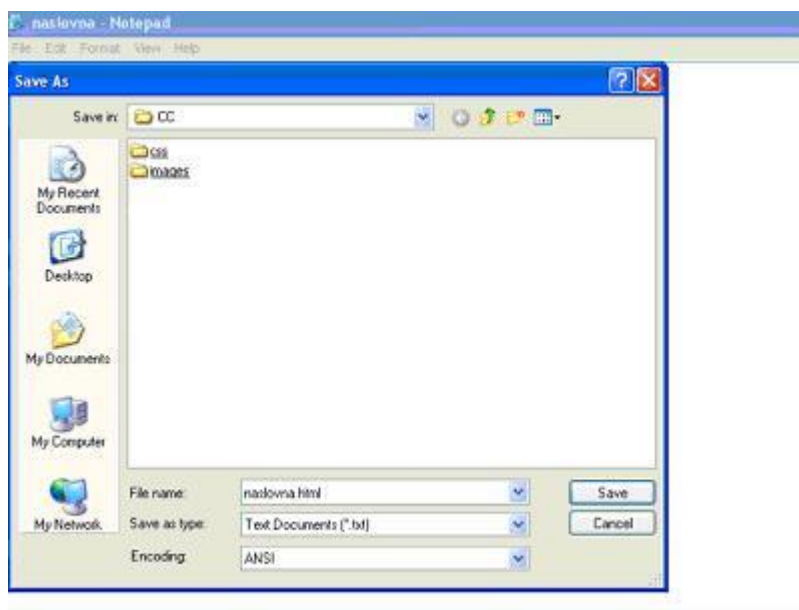 naslovna - Notepad
File Edit Format View Help
Save As
Save in: CC
css
images
My Recent
Documents
Desktop
My Documents
My Computer
My Network
File name: naslovna.html
Save as type: Text Documents (*.txt)
Encoding: ANSI
Save
Cancel